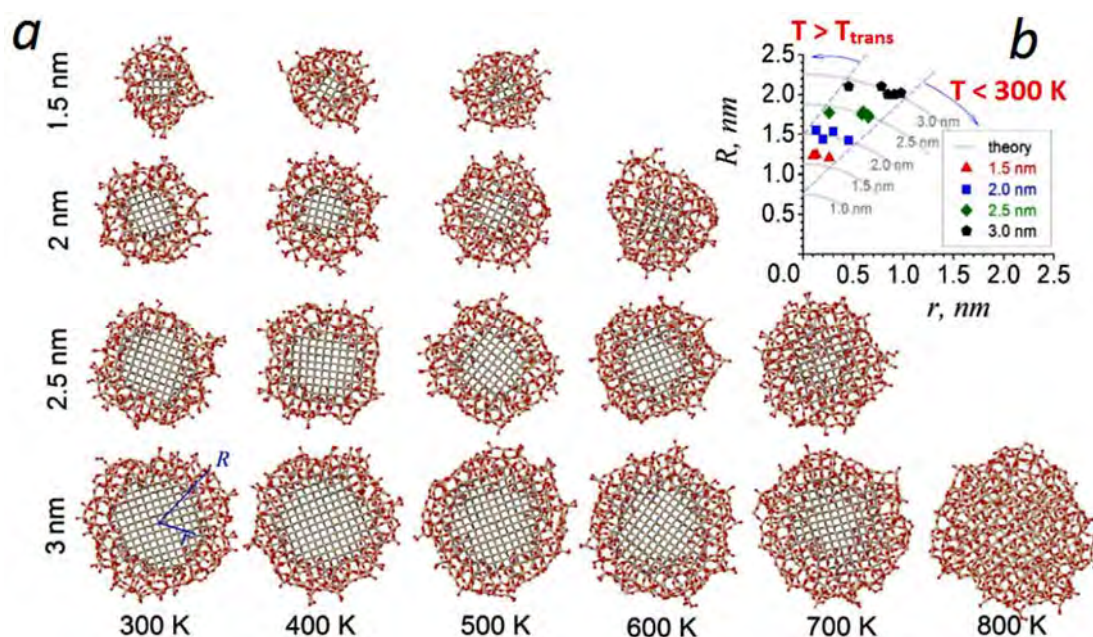 a
1.5 nm
2 nm
2.5 nm
3 nm
R
r
300 K
400 K
500 K
600 K
700 K
800 K
b
T > Ttrans
T < 300 K
R, nm
2.5
2.0
1.5
1.0
0.5
0.0
0.5
1.0
1.5
2.0
2.5
r, nm
3.0 nm
2.5 nm
2.0 nm
1.5 nm
1.0 nm
theory
1.5 nm
2.0 nm
2.5 nm
3.0 nm